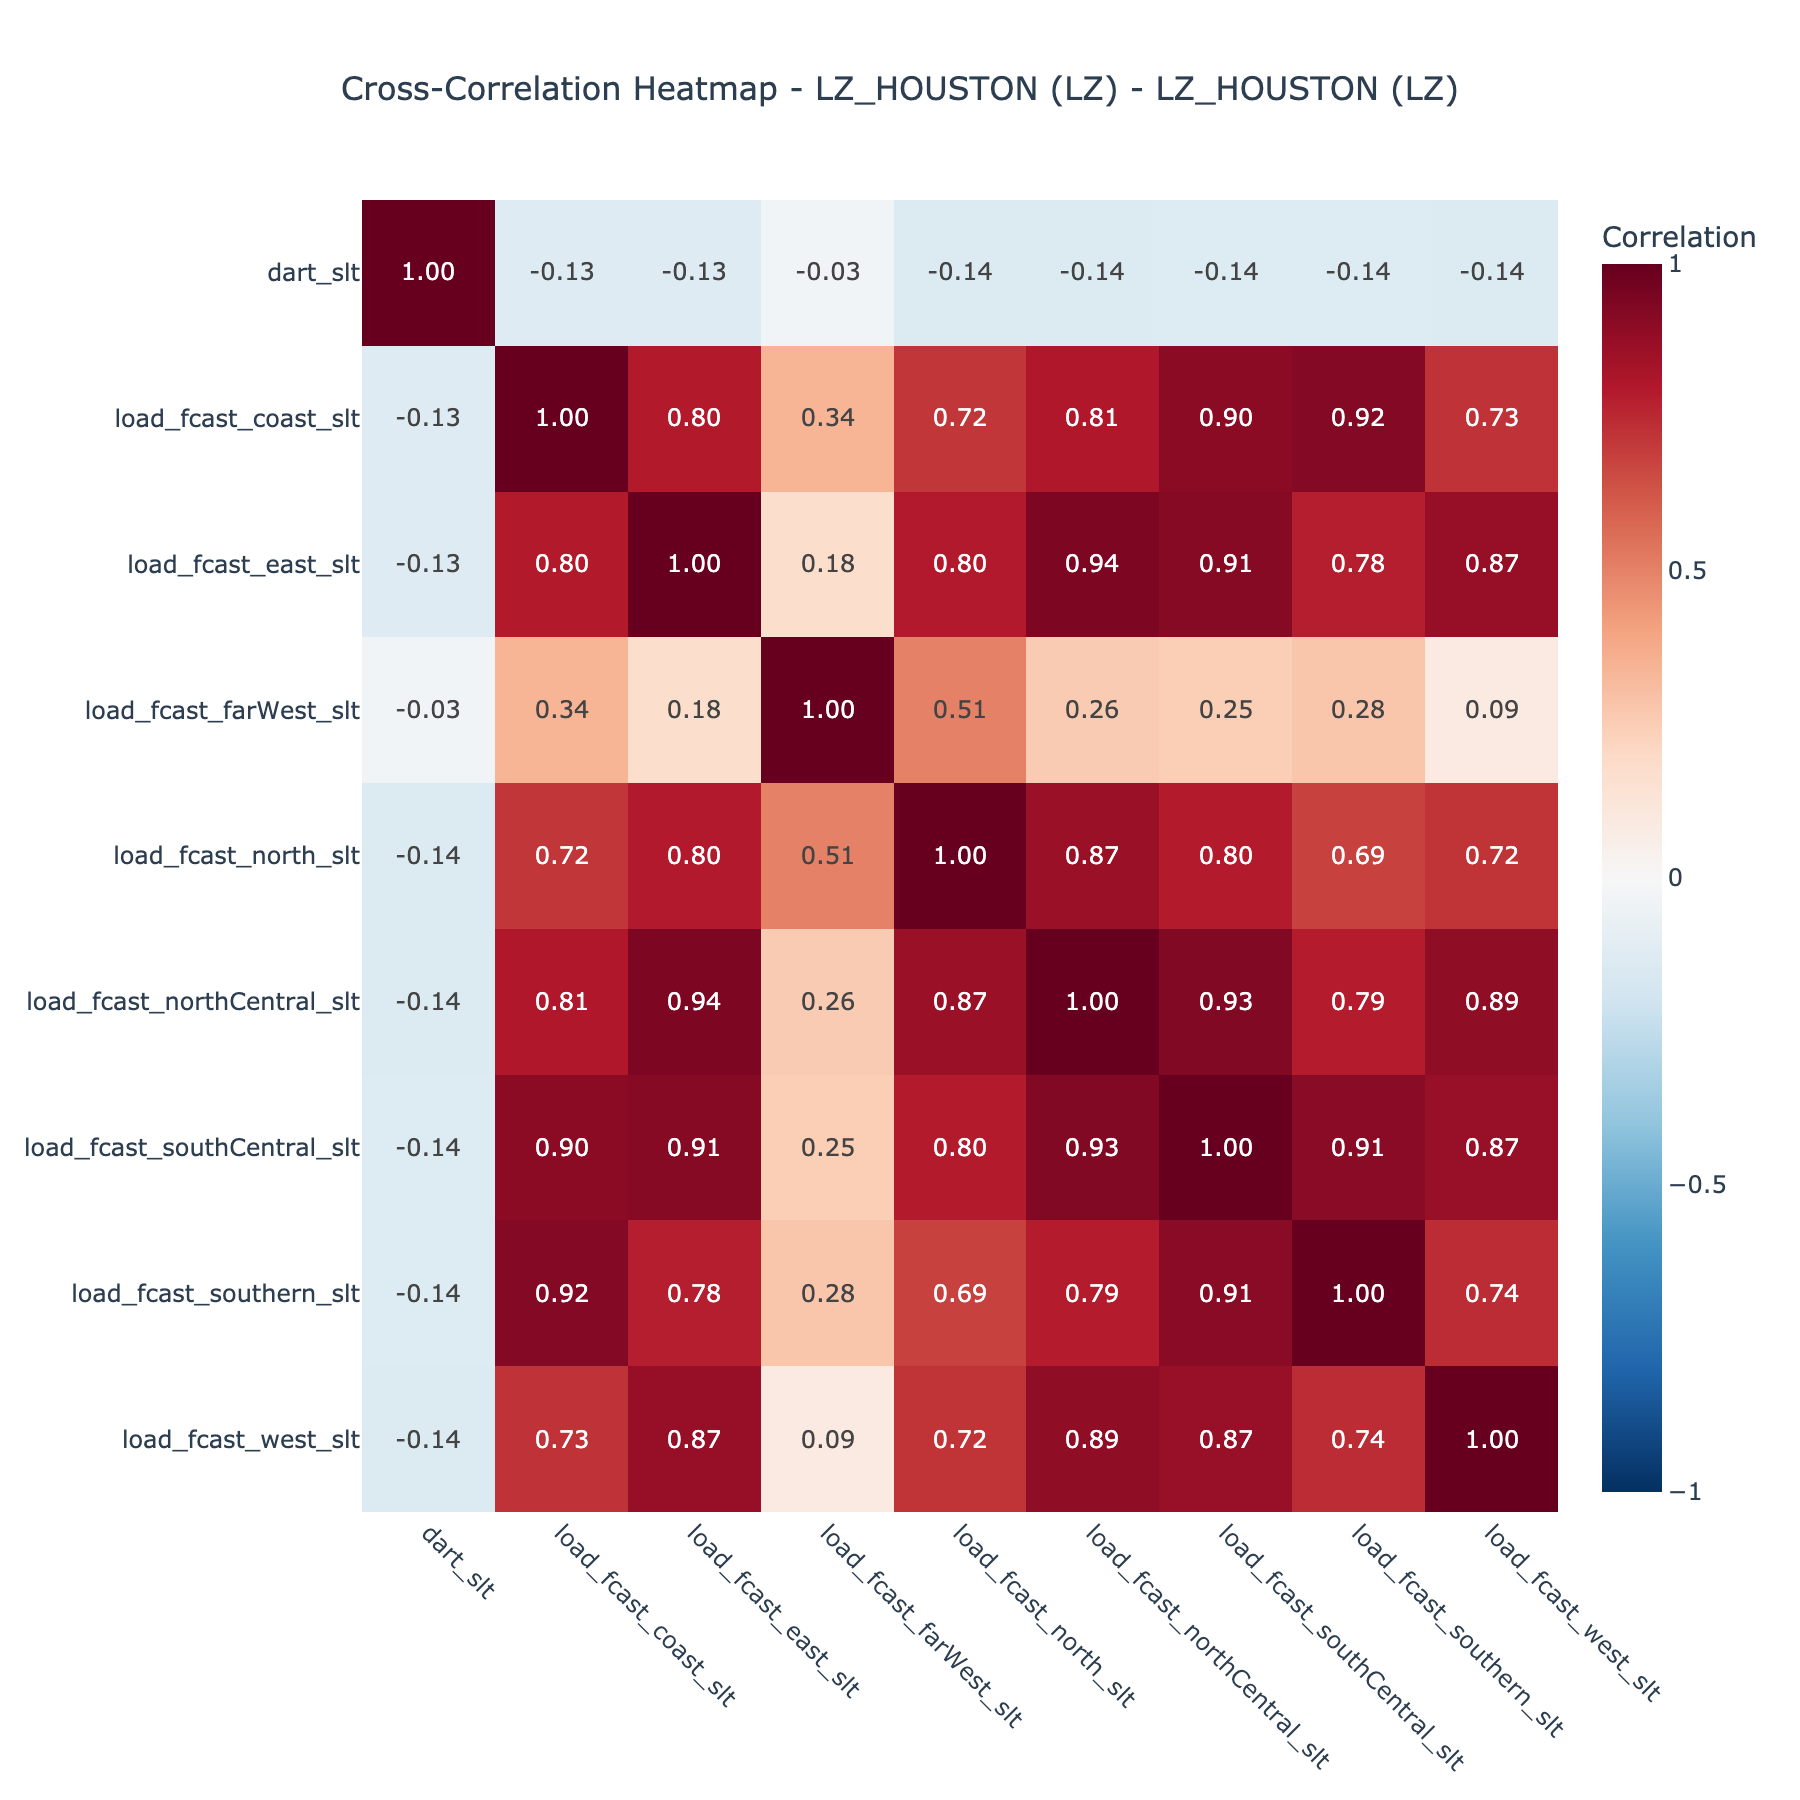 Cross-Correlation Heatmap - LZ_HOUSTON (LZ) - LZ_HOUSTON (LZ)
Correlation
dart_slt 1.00 -0.13 -0.13 -0.03 -0.14 -0.14 -0.14 -0.14 -0.14
load_fcast_coast_slt -0.13 1.00 0.80 0.34 0.72 0.81 0.90 0.92 0.73
load_fcast_east_slt -0.13 0.80 1.00 0.18 0.80 0.94 0.91 0.78 0.87
load_fcast_farWest_slt -0.03 0.34 0.18 1.00 0.51 0.26 0.25 0.28 0.09
load_fcast_north_slt -0.14 0.72 0.80 0.51 1.00 0.87 0.80 0.69 0.72
load_fcast_northCentral_slt -0.14 0.81 0.94 0.26 0.87 1.00 0.93 0.79 0.89
load_fcast_southCentral_slt -0.14 0.90 0.91 0.25 0.80 0.93 1.00 0.91 0.87
load_fcast_southern_slt -0.14 0.92 0.78 0.28 0.69 0.79 0.91 1.00 0.74
load_fcast_west_slt -0.14 0.73 0.87 0.09 0.72 0.89 0.87 0.74 1.00
dart_slt
load_fcast_coast_slt
load_fcast_east_slt
load_fcast_farWest_slt
load_fcast_north_slt
load_fcast_northCentral_slt
load_fcast_southCentral_slt
load_fcast_southern_slt
load_fcast_west_slt
1
0.5
0
−0.5
−1